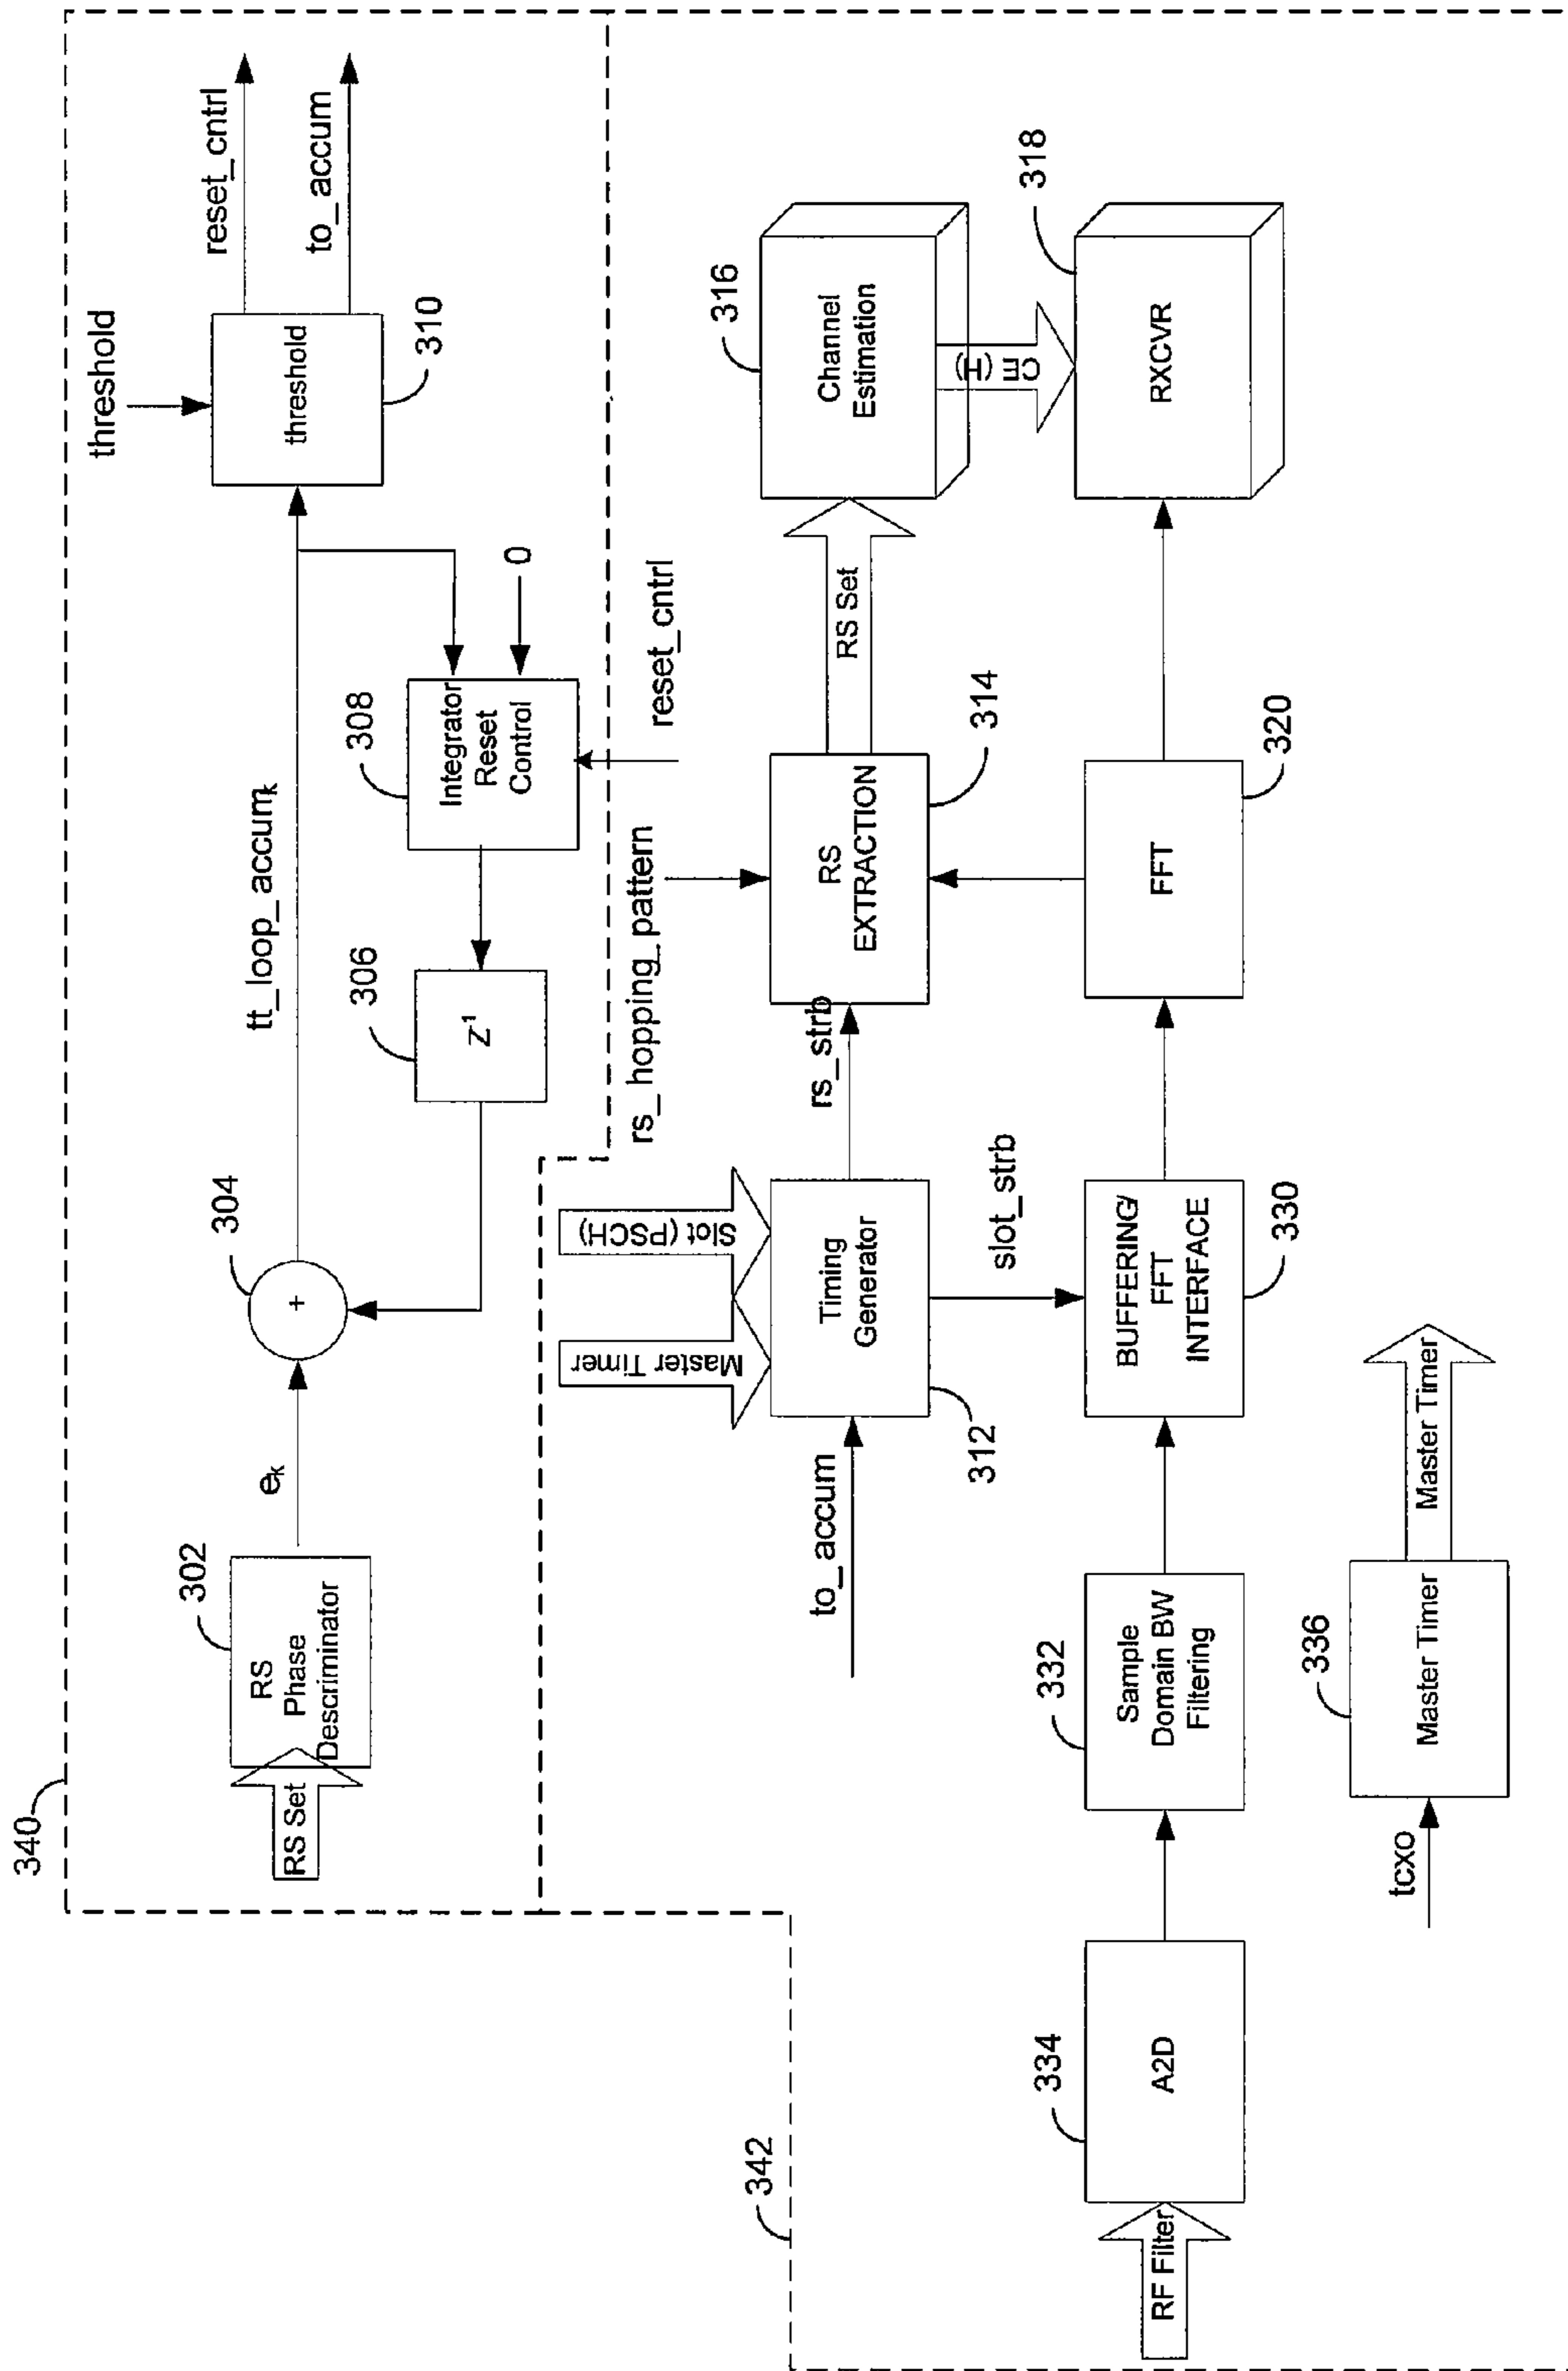 340
RS Set
RS
Phase
Descriminator
302
ek
304
+
tt_loop_accumk
306
Z-1
308
Integrator
Reset
Control
0
reset_cntrl
threshold
threshold
310
reset_cntrl
to_accum
342
RF Filter
A2D
334
Sample
Domain BW
Filtering
332
to_accum
Master Timer
Slot (PSCH)
Timing
Generator
312
slot_strb
BUFFERING/
FFT
INTERFACE
330
rs_strb
rs_hopping_pattern
RS
EXTRACTION
314
FFT
320
RS Set
Channel
Estimation
316
CE (H)
RXCVR
318
tcxo
Master Timer
336
Master Timer